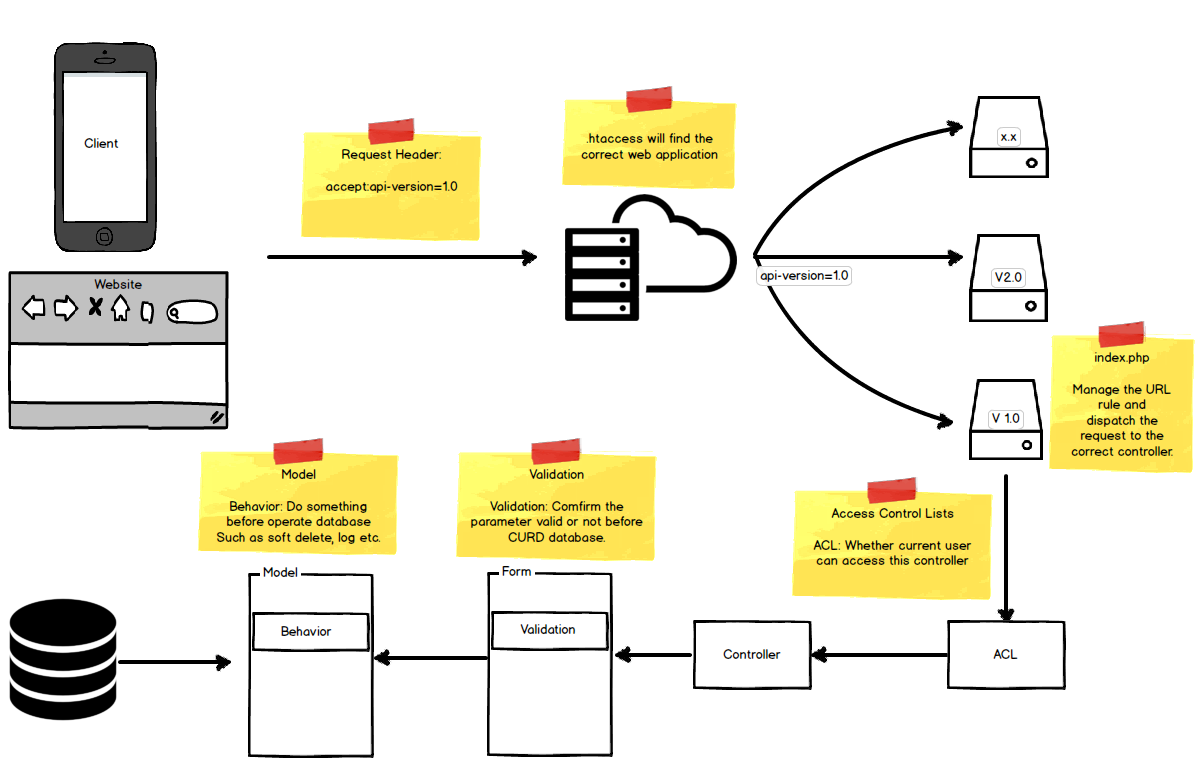 Client
Website
Request Header:
accept:api-version=1.0
.htaccess will find the
correct web application
x.x
V2.0
api-version=1.0
V 1.0
index.php
Manage the URL
rule and
dispatch the
request to the
correct controller.
Model
Behavior: Do something
before operate database
Such as soft delete, log etc.
Validation
Validation: Comfirm the
parameter valid or not before
CURD database.
Access Control Lists
ACL: Whether current user
can access this controller
Model
Behavior
Form
Validation
Controller
ACL